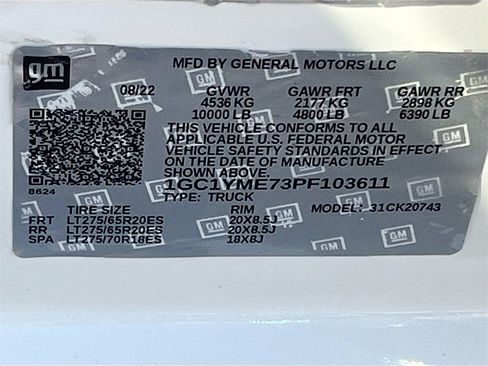 gm
MFD BY GENERAL MOTORS LLC
08/22 GVWR GAWR FRT GAWR RR
4536 KG 2177 KG 2898 KG
10000 LB 4800 LB 6390 LB
THIS VEHICLE CONFORMS TO ALL
APPLICABLE U.S. FEDERAL MOTOR
VEHICLE SAFETY STANDARDS IN EFFECT
ON THE DATE OF MANUFACTURE
SHOWN ABOVE.
8624 1GC1YME73PF103611
TYPE: TRUCK MODEL: 31CK20743
TIRE SIZE RIM
FRT LT275/65R20ES 20X8.5J
RR LT275/65R20ES 20X8.5J
SPA LT275/70R18ES 18X8J